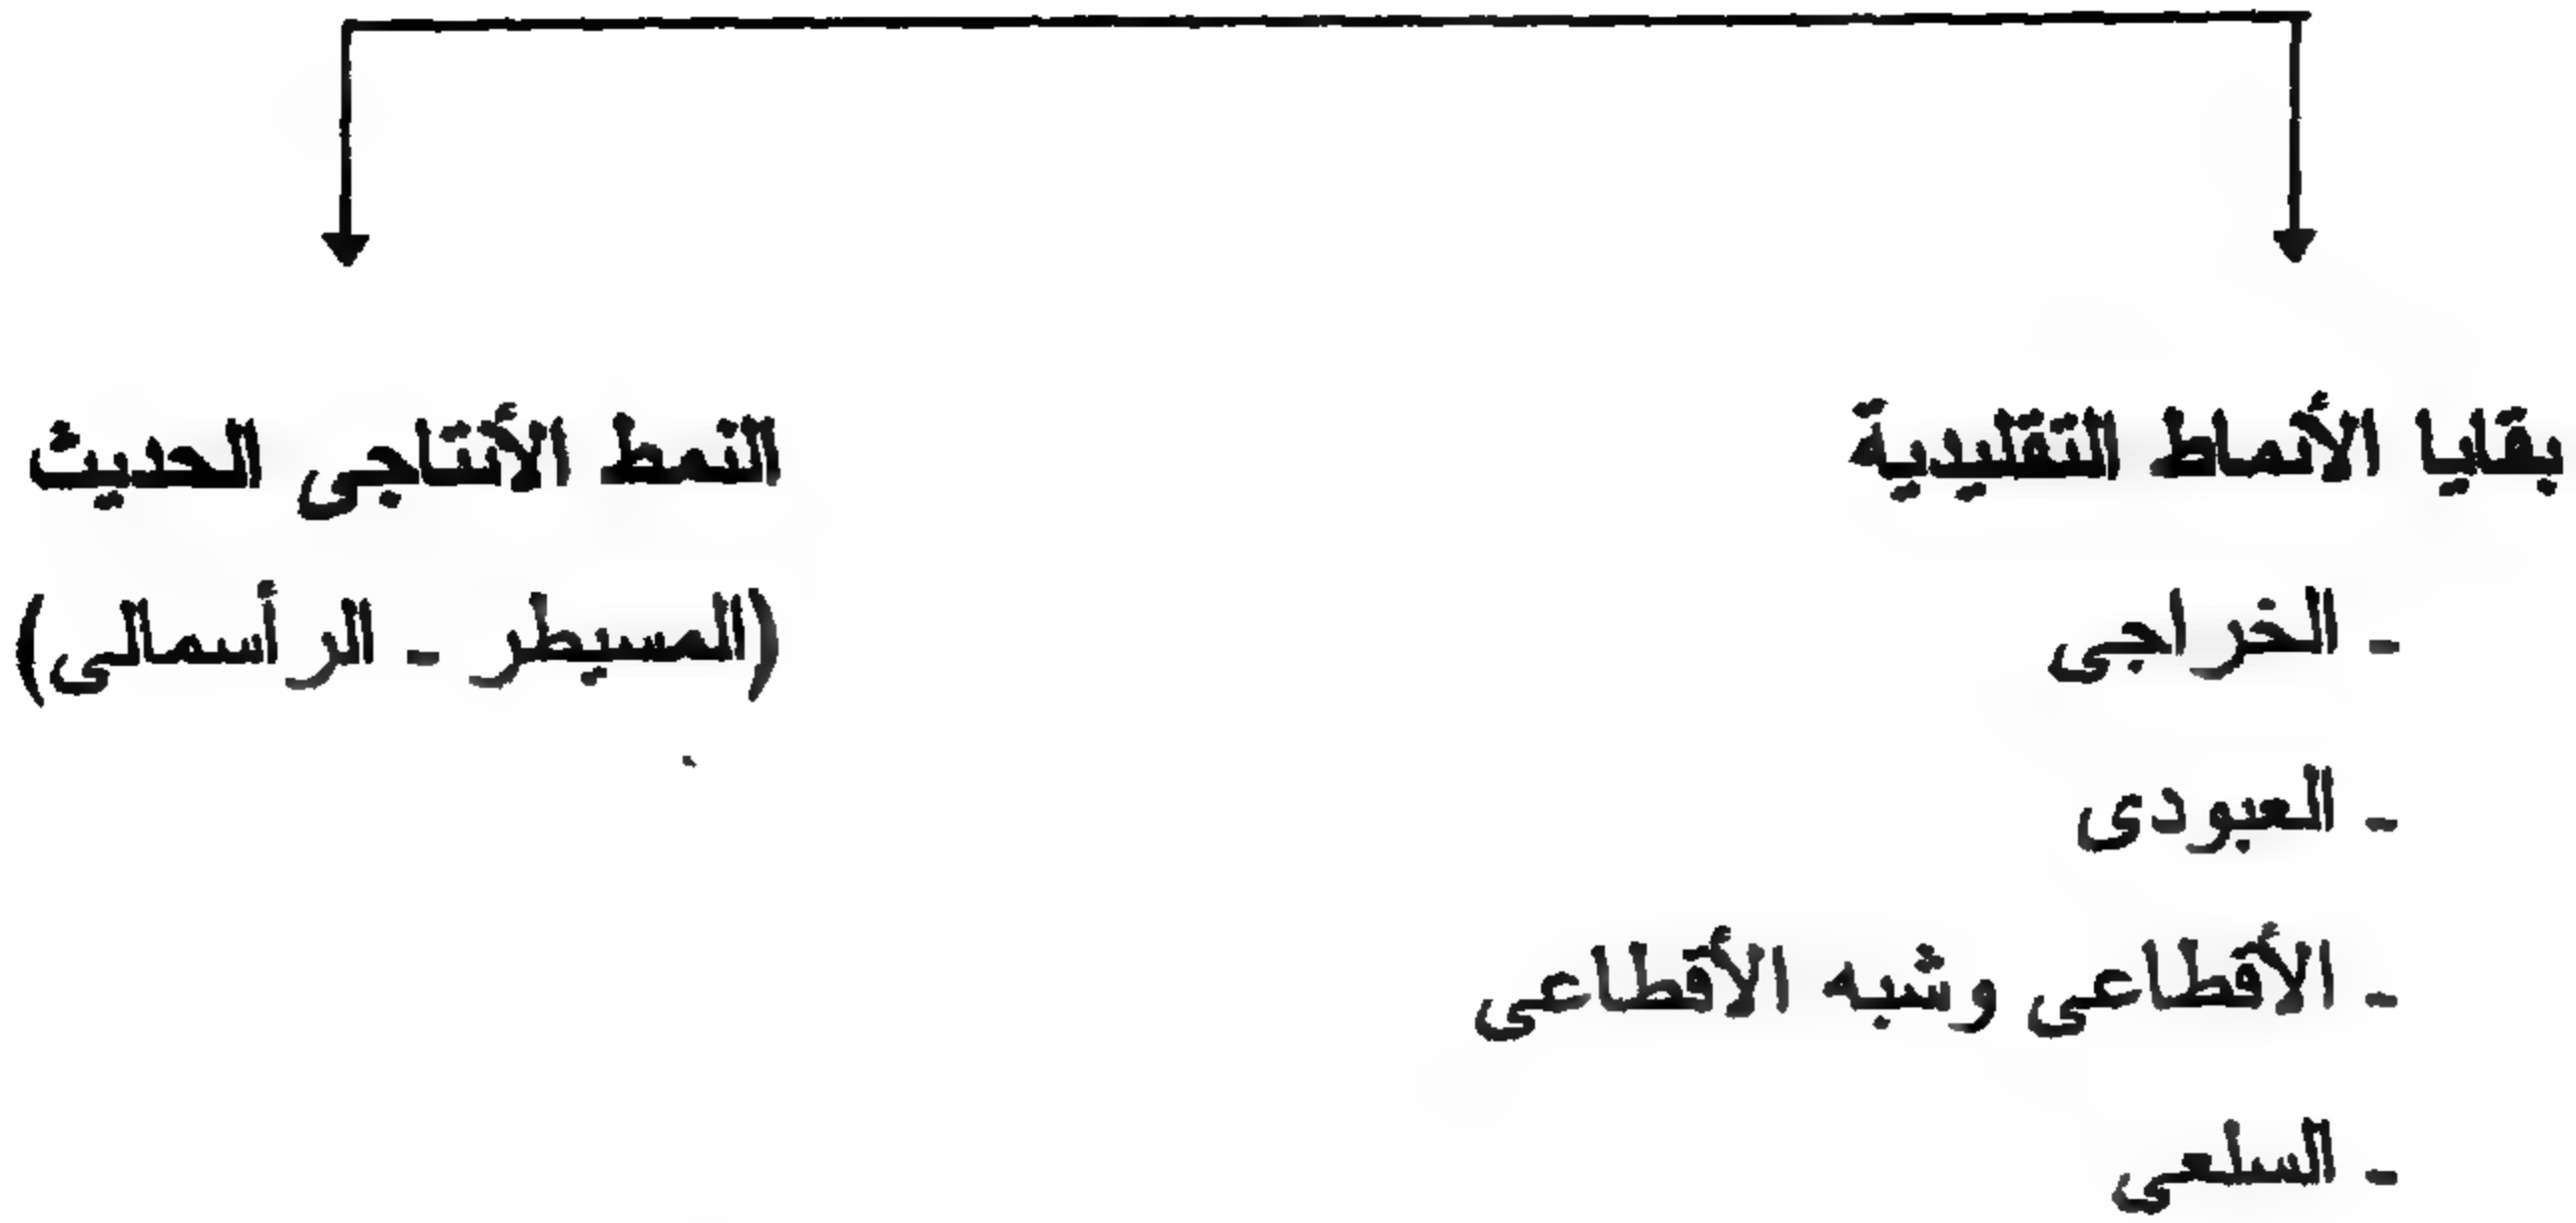 بقايا الأنماط التقليدية
- الخراجى
- العبودى
- الأقطاعى وشبه الأقطاعى
- السلعى
النمط الأنتاجى الحديث
(المسيطر - الرأسمالى)